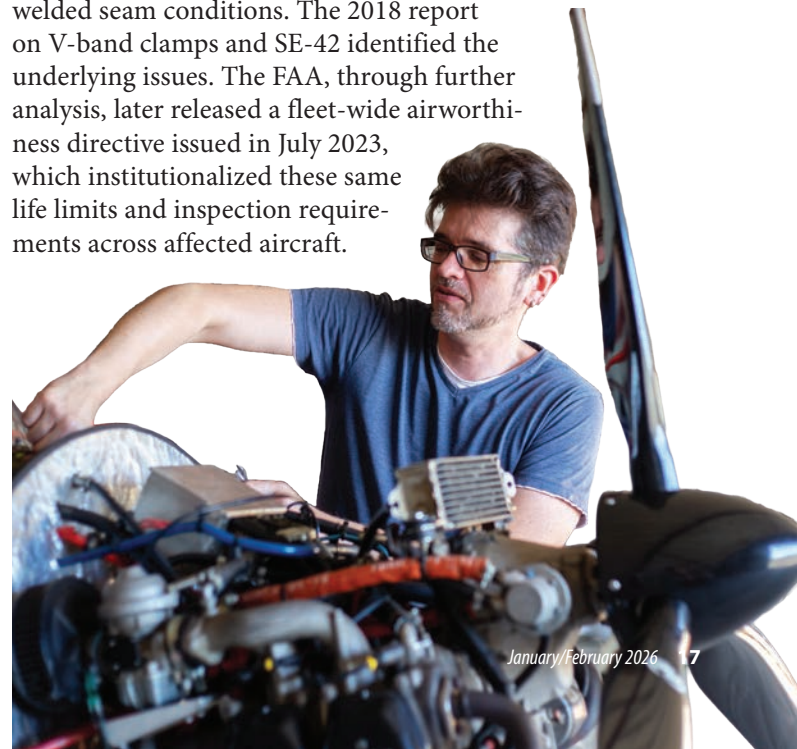 welded seam conditions. The 2018 report
on V-band clamps and SE-42 identified the
underlying issues. The FAA, through further
analysis, later released a fleet-wide airworthi-
ness directive issued in July 2023,
which institutionalized these same
life limits and inspection require-
ments across affected aircraft.
January/February 2026 17